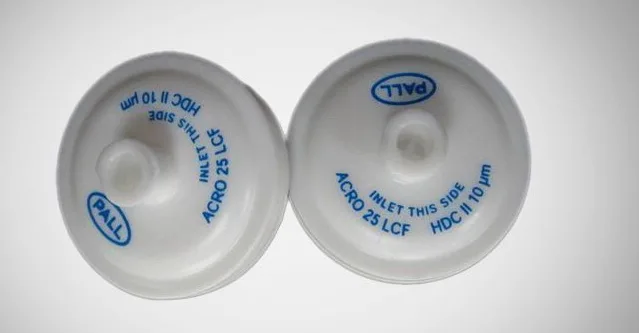 PALL
INLET THIS SIDE
ACRO 25 LCF HDC II 10 µm
PALL
INLET THIS SIDE
ACRO 25 LCF HDC II 10 µm